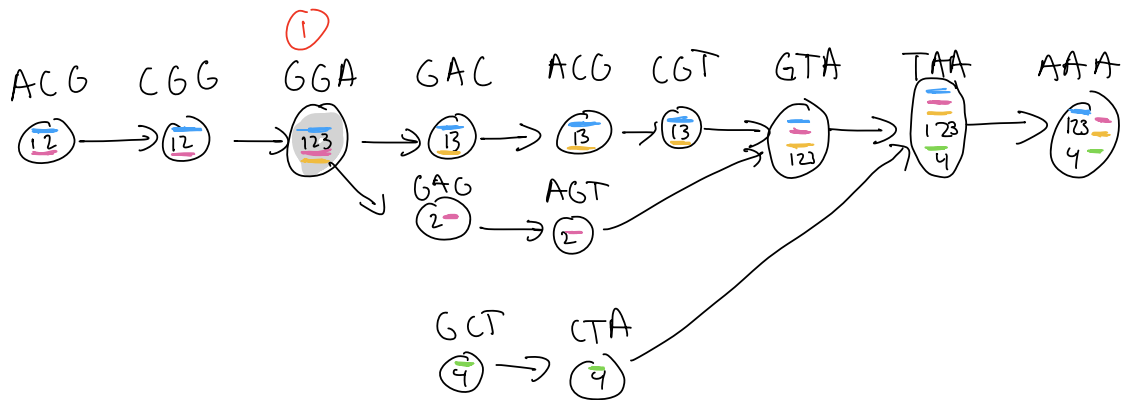 1
ACG CGG GGA GAC ACG CGT GTA TAA AAA
12 12 123 13 13 13 123 123 4 123 4
GAG AGT
2 2
GCT CTA
4 4